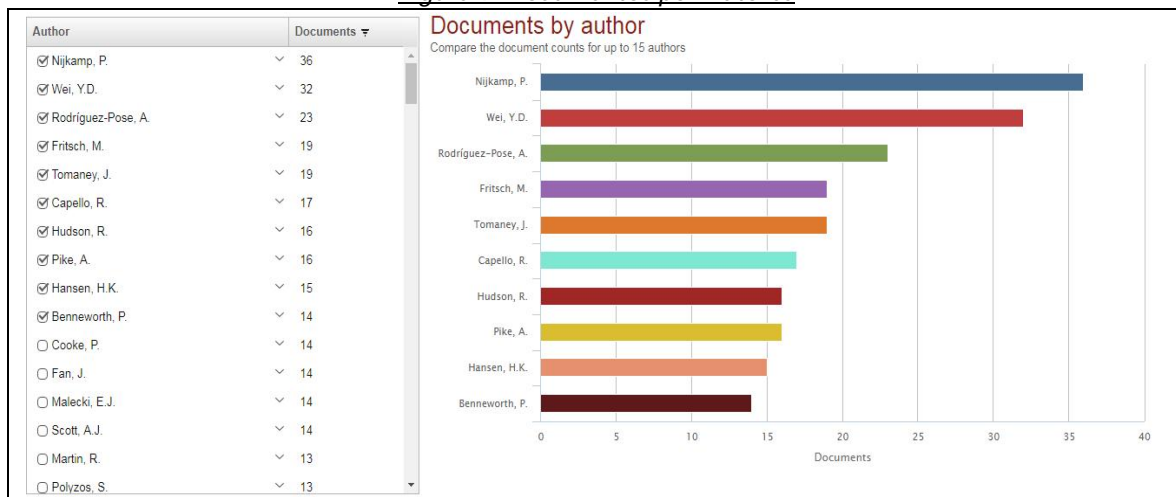 Author Documents
Nijkamp, P. 36
Wei, Y.D. 32
Rodríguez-Pose, A. 23
Fritsch, M. 19
Tomaney, J. 19
Capello, R. 17
Hudson, R. 16
Pike, A. 16
Hansen, H.K. 15
Benneworth, P. 14
Cooke, P. 14
Fan, J. 14
Malecki, E.J. 14
Scott, A.J. 14
Martin, R. 13
Polyzos, S. 13
Documents by author
Compare the document counts for up to 15 authors
Nijkamp, P.
Wei, Y.D.
Rodríguez-Pose, A.
Fritsch, M.
Tomaney, J.
Capello, R.
Hudson, R.
Pike, A.
Hansen, H.K.
Benneworth, P.
0 5 10 15 20 25 30 35 40
Documents